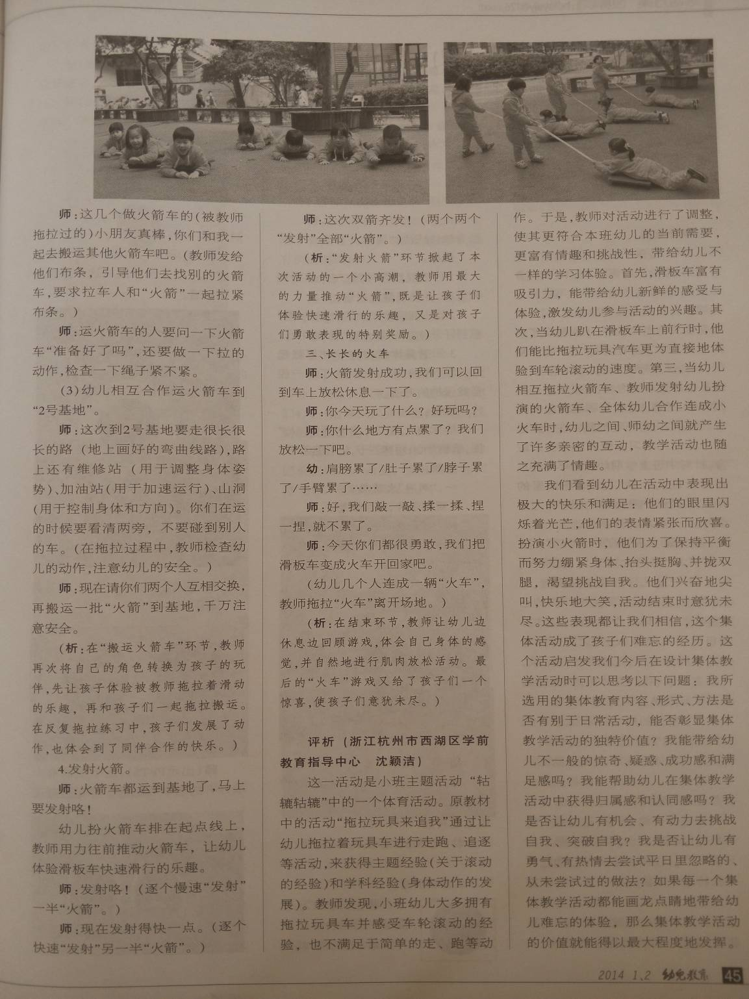 师:这几个做火箭车的(被教师
拖拉过的)小朋友真棒,你们和我一
起去搬运其他火箭车吧。(教师发给
他们布条，引导他们去找别的火箭
车,要求拉车人和“火箭”一起拉紧
布条。)
师:运火箭车的人要问一下火箭
车“准备好了吗”,还要做一下拉的
动作,检查一下绳子紧不紧。
(3)幼儿相互合作运火箭车到
“2号基地”。
师:这次到2号基地要走很长很
长的路(地上画好的弯曲线路),路
上还有维修站(用于调整身体姿
势)、加油站(用于加速运行)、山洞
(用于控制身体和方向)。你们在运
的时候要看清两旁，不要碰到别人
的车。(在拖拉过程中,教师检查幼
儿的动作,注意幼儿的安全。)
师:现在请你们两个人互相交换,
再搬运一批“火箭”到基地,千万注
意安全。
(析:在“搬运火箭车”环节,教师
再次将自己的角色转换为孩子的玩
伴,先让孩子体验被教师拖拉着滑动
的乐趣，再和孩子们一起拖拉搬运。
在反复拖拉练习中,孩子们发展了动
作,也体会到了同伴合作的快乐。)
4.发射火箭。
师:火箭车都运到基地了,马上
要发射咯!
幼儿扮火箭车排在起点线上,
教师用力往前推动火箭车，让幼儿
体验滑板车快速滑行的乐趣。
师:发射咯!(逐个慢速“发射”
一半“火箭”。)
师:现在发射得快一点。(逐个
快速“发射”另一半“火箭”。)
师:这次双箭齐发!(两个两个
“发射”全部“火箭”。)
(析:“发射火箭”环节掀起了本
次活动的一个小高潮，教师用最大
的力量推动“火箭”,既是让孩子们
体验快速滑行的乐趣，又是对孩子
们勇敢表现的特别奖励。)
三、长长的火车
师:火箭发射成功,我们可以回
到车上放松休息一下了。
师:你今天玩了什么?好玩吗?
师:你什么地方有点累了?我们
放松一下吧。
幼:肩膀累了/肚子累了/脖子累
了/手臂累了……
师:好,我们敲一敲、揉一揉、捏
一捏,就不累了。
师:今天你们都很勇敢,我们把
滑板车变成火车开回家吧。
(幼儿几个人连成一辆“火车”,
教师拖拉“火车”离开场地。)
(析:在结束环节,教师让幼儿边
休息边回顾游戏,体会自己身体的感
觉,并自然地进行肌肉放松活动。最
后的“火车”游戏又给了孩子们一个
惊喜,使孩子们意犹未尽。)
评析(浙江杭州市西湖区学前
教育指导中心 沈颖洁)
这一活动是小班主题活动“轱
辘轱辘”中的一个体育活动。原教材
中的活动“拖拉玩具来追我”通过让
幼儿拖拉着玩具车进行走跑、追逐
等活动,来获得主题经验(关于滚动
的经验)和学科经验(身体动作的发
展)。教师发现,小班幼儿大多拥有
拖拉玩具车并感受车轮滚动的经
验，也不满足于简单的走、跑等动
作。于是,教师对活动进行了调整,
使其更符合本班幼儿的当前需要,
更富有情趣和挑战性，带给幼儿不
一样的学习体验。首先,滑板车富有
吸引力，能带给幼儿新鲜的感受与
体验,激发幼儿参与活动的兴趣。其
次,当幼儿趴在滑板车上前行时,他
们能比拖拉玩具汽车更为直接地体
验到车轮滚动的速度。第三,当幼儿
相互拖拉火箭车、教师发射幼儿扮
演的火箭车、全体幼儿合作连成小
火车时,幼儿之间、师幼之间就产生
了许多亲密的互动，教学活动也随
之充满了情趣。
我们看到幼儿在活动中表现出
极大的快乐和满足:他们的眼里闪
烁着光芒,他们的表情紧张而欣喜。
扮演小火箭时，他们为了保持平衡
而努力绷紧身体、抬头挺胸、并拢双
腿，渴望挑战自我。他们兴奋地尖
叫,快乐地大笑,活动结束时意犹未
尽。这些表现都让我们相信,这个集
体活动成了孩子们难忘的经历。这
个活动启发我们今后在设计集体教
学活动时可以思考以下问题:我所
选用的集体教育内容、形式、方法是
否有别于日常活动，能否彰显集体
教学活动的独特价值?我能带给幼
儿不一般的惊奇、疑惑、成功感和满
足感吗?我能帮助幼儿在集体教学
活动中获得归属感和认同感吗?我
是否让幼儿有机会、有动力去挑战
自我、突破自我?我是否让幼儿有
勇气、有热情去尝试平日里忽略的、
从未尝试过的做法?如果每一个集
体教学活动都能画龙点睛地带给幼
儿难忘的体验，那么集体教学活动
的价值就能得以最大程度地发挥。
2014 1、2 幼儿教育 45